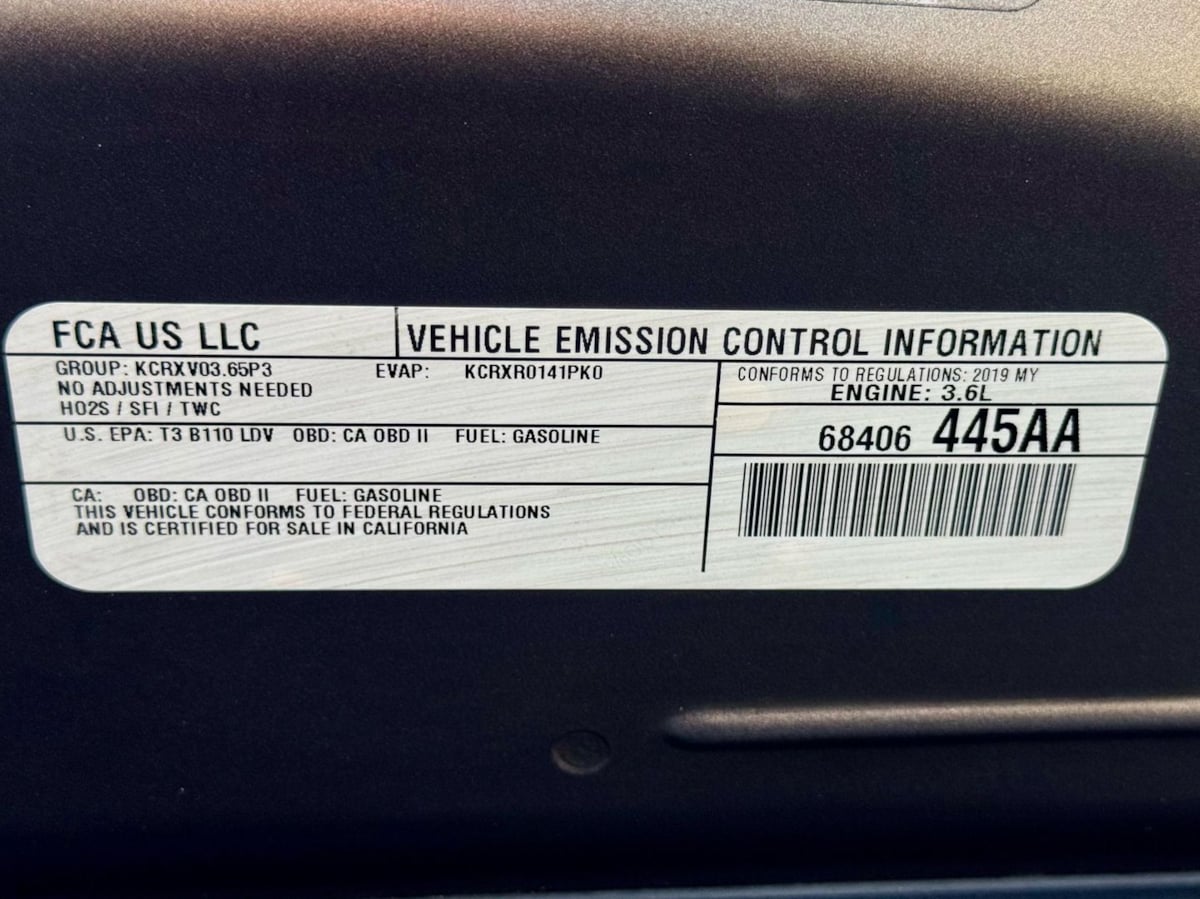 FCA US LLC
VEHICLE EMISSION CONTROL INFORMATION
GROUP: KCRXV03.65P3
EVAP: KCRXR0141PK0
NO ADJUSTMENTS NEEDED
HO2S / SFI / TWC
U.S. EPA: T3 B110 LDV OBD: CA OBD II FUEL: GASOLINE
CA: OBD: CA OBD II FUEL: GASOLINE
THIS VEHICLE CONFORMS TO FEDERAL REGULATIONS
AND IS CERTIFIED FOR SALE IN CALIFORNIA
CONFORMS TO REGULATIONS: 2019 MY
ENGINE: 3.6L
68406 445AA